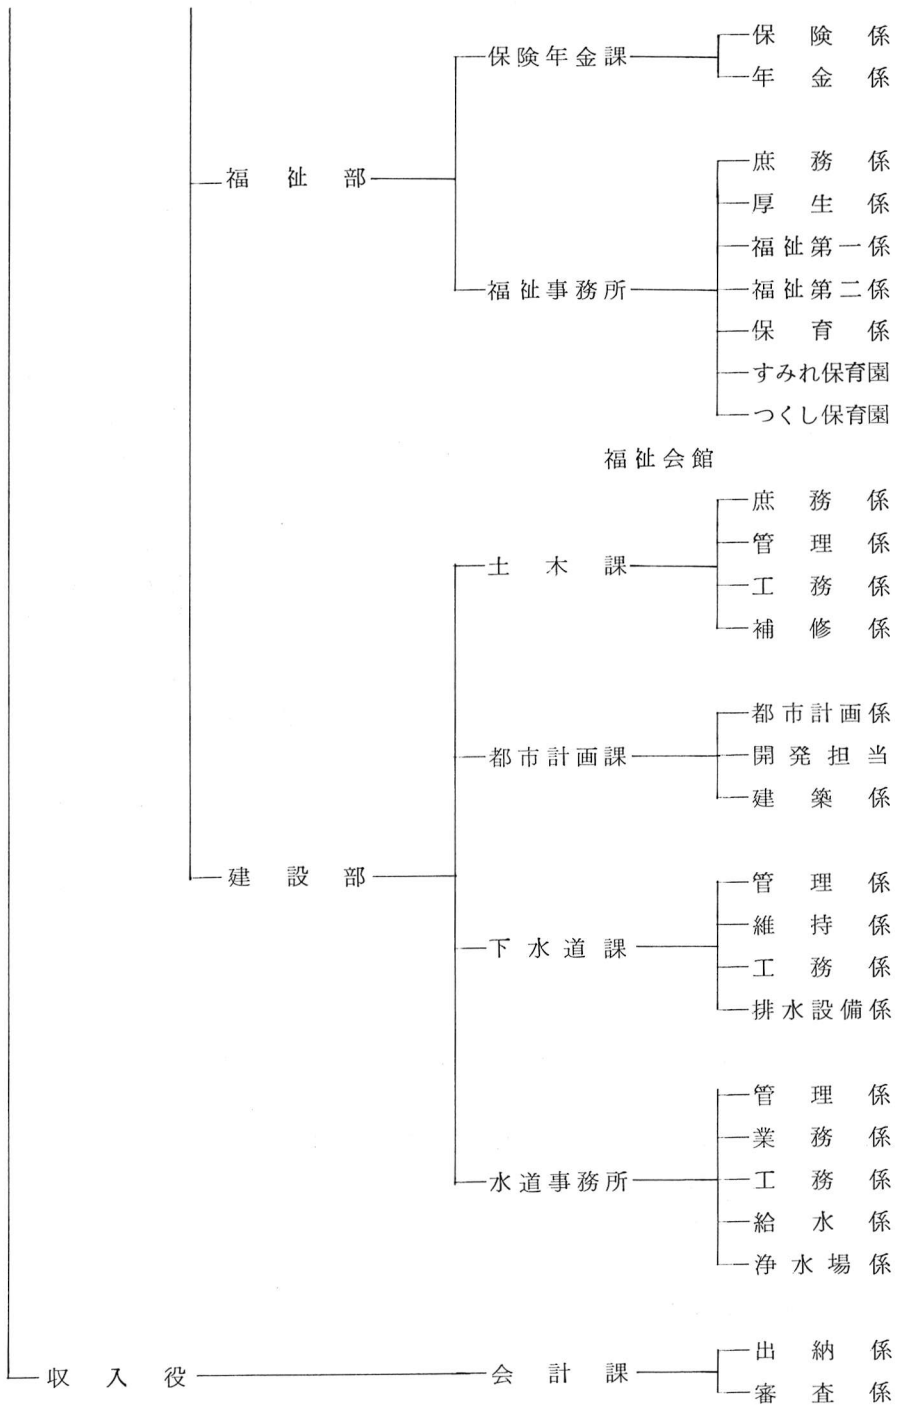 保険係
保険年金課
年金係
庶務係
福祉部
厚生係
福祉第一係
福祉事務所
福祉第二係
保育係
すみれ保育園
つくし保育園
福祉会館
庶務係
管理係
土木課
工務係
補修係
都市計画係
都市計画課
開発担当
建築係
建設部
管理係
維持係
下水道課
工務係
排水設備係
管理係
業務係
水道事務所
工務係
給水係
浄水場係
出納係
収入役
会計課
審査係